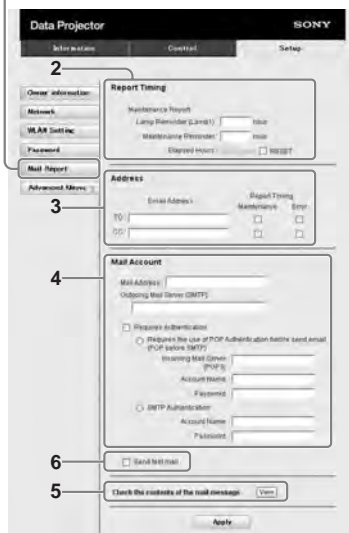 Data Projector
SONY
Information Control Setup
2
Report Timing
Owner information
Maintenance Report
Network
Lamp Reminder (Lamp1) hour
WLAN Setting
Maintenance Reminder hour
Password
Elapsed Hours RESET
Mail Report
Advanced Menu
Address
3
Email Address Report Timing
Maintenance Error
TO
CC
4
Mail Account
Mail Address
Outgoing Mail Server (SMTP)
Requires Authentication
Requires the use of POP Authentication before send email
(POP before SMTP)
Incoming Mail Server
(POP3)
Account Name
Password
SMTP Authentication
Account Name
Password
6
Send test mail
5
Check the contents of the mail message View
Apply